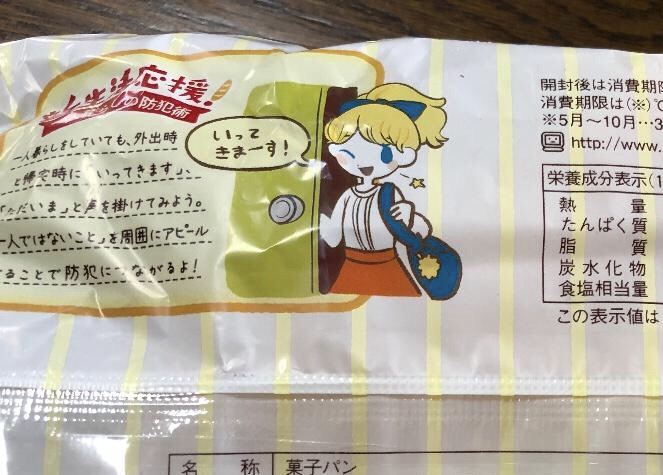 応援!
しの防犯術
一人暮らしをしていても、外出時
と帰宅時に「いってきます」、
「ただいま」と声を掛けてみよう。
一人ではないことを周囲にアピール
することで防犯につながるよ!
いって
きまーす!
開封後は消費期限
消費期限は(※)で
※5月~10月…3
http://www.
栄養成分表示(1
熱量
たんぱく質
脂質
炭水化物
食塩相当量
この表示値は
名称 菓子パン